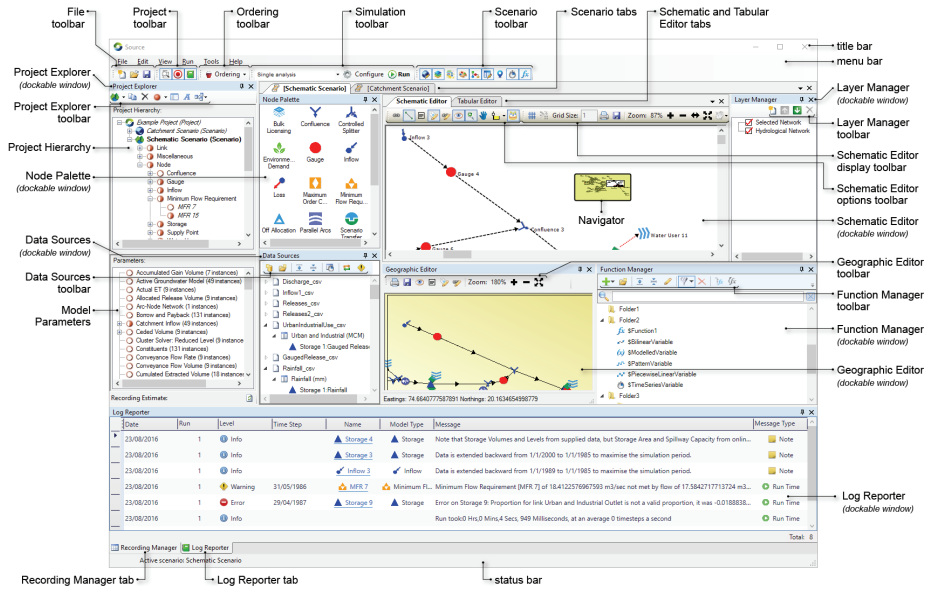 File
toolbar
Project
toolbar
Ordering
toolbar
Simulation
toolbar
Scenario
toolbar
Scenario tabs
Schematic and Tabular
Editor tabs
Source
title bar
File Edit View Run Tools Help
menu bar
Ordering
Single analysis
Configure
Run
Project Explorer
(dockable window)
Project Explorer
[Schematic Scenario]
[Catchment Scenario]
Layer Manager
(dockable window)
Project Explorer
toolbar
Project Hierarchy
Project Hierarchy
Example Project (Project)
Catchment Scenario (Scenario)
Schematic Scenario (Scenario)
Link
Miscellaneous
Node
Confluence
Gauge
Inflow
Minimum Flow Requirement
MFR 7
MFR 15
Storage
Supply Point
Node Palette
(dockable window)
Node Palette
Bulk
Licensing
Confluence
Controlled
Splitter
Environme...
Demand
Gauge
Inflow
Loss
Maximum
Order C...
Minimum
Flow Requ...
Off Allocation
Parallel Arcs
Scenario
Transfer
Schematic Editor
Tabular Editor
Grid Size: 1
Zoom: 87%
Inflow 3
Gauge 4
Confluence 3
Gauge 5
Water User 11
Navigator
Layer Manager
Selected Network
Hydrological Network
Layer Manager
toolbar
Schematic Editor
display toolbar
Schematic Editor
options toolbar
Schematic Editor
(dockable window)
Data Sources
(dockable window)
Data Sources
toolbar
Model
Parameters
Parameters:
Accumulated Gain Volume (7 instances)
Active Groundwater Model (49 instances)
Actual ET (9 instances)
Allocated Release Volume (9 instances)
Arc-Node Network (1 instances)
Borrow and Payback (131 instances)
Catchment Inflow (49 instances)
Ceded Volume (9 instances)
Cluster Solver: Reduced Level (9 instance
Constituents (131 instances)
Conveyance Flow Rate (9 instances)
Conveyance Flow Volume (9 instances)
Cumulated Extracted Volume (18 instances
Recording Estimate:
Data Sources
Discharge_csv
Inflow1_csv
Releases_csv
Releases2_csv
UrbanIndustrialUse_csv
Urban and Industrial (MCM)
Storage 1:Gauged Release
GaugedRelease_csv
Rainfall_csv
Rainfall (mm)
Storage 1:Rainfall
Geographic Editor
Zoom: 180%
Eastings: 74.6640777587891 Northings: 20.1634654998779
Function Manager
Folder1
Folder2
$Function1
$BilinearVariable
$ModelledVariable
$PatternVariable
$PiecewiseLinearVariable
$TimeSeriesVariable
Folder3
Geographic Editor
toolbar
Function Manager
toolbar
Function Manager
(dockable window)
Geographic Editor
(dockable window)
Log Reporter
Date Run Level Time Step Name Model Type Message Message Type
23/08/2016 1 Info Storage 4 Storage Note that Storage Volumes and Levels from supplied data, but Storage Area and Spillway Capacity from onlin... Note
23/08/2016 1 Info Storage 3 Storage Data is extended backward from 1/1/2000 to 1/1/1985 to maximise the simulation period. Note
23/08/2016 1 Info Inflow 3 Inflow Data is extended backward from 1/1/1989 to 1/1/1985 to maximise the simulation period. Note
23/08/2016 1 Warning 31/05/1986 MFR 7 Minimum Fl... Minimum Flow Requirement [MFR 7] of 18.4122576967593 m3/sec not met by flow of 17.5842717713724 m3... Run Time
23/08/2016 1 Error 29/04/1987 Storage 9 Storage Error on Storage 9: Proportion for link Urban and Industrial Outlet is not a valid proportion, it was -0.0188838... Run Time
23/08/2016 1 Info Run took:0 Hrs,0 Mins,4 Secs, 949 Milliseconds, at an average 0 timesteps a second Run Time
Log Reporter
(dockable window)
Total: 8
Recording Manager
Log Reporter
Active scenario: Schematic Scenario
Recording Manager tab
Log Reporter tab
status bar